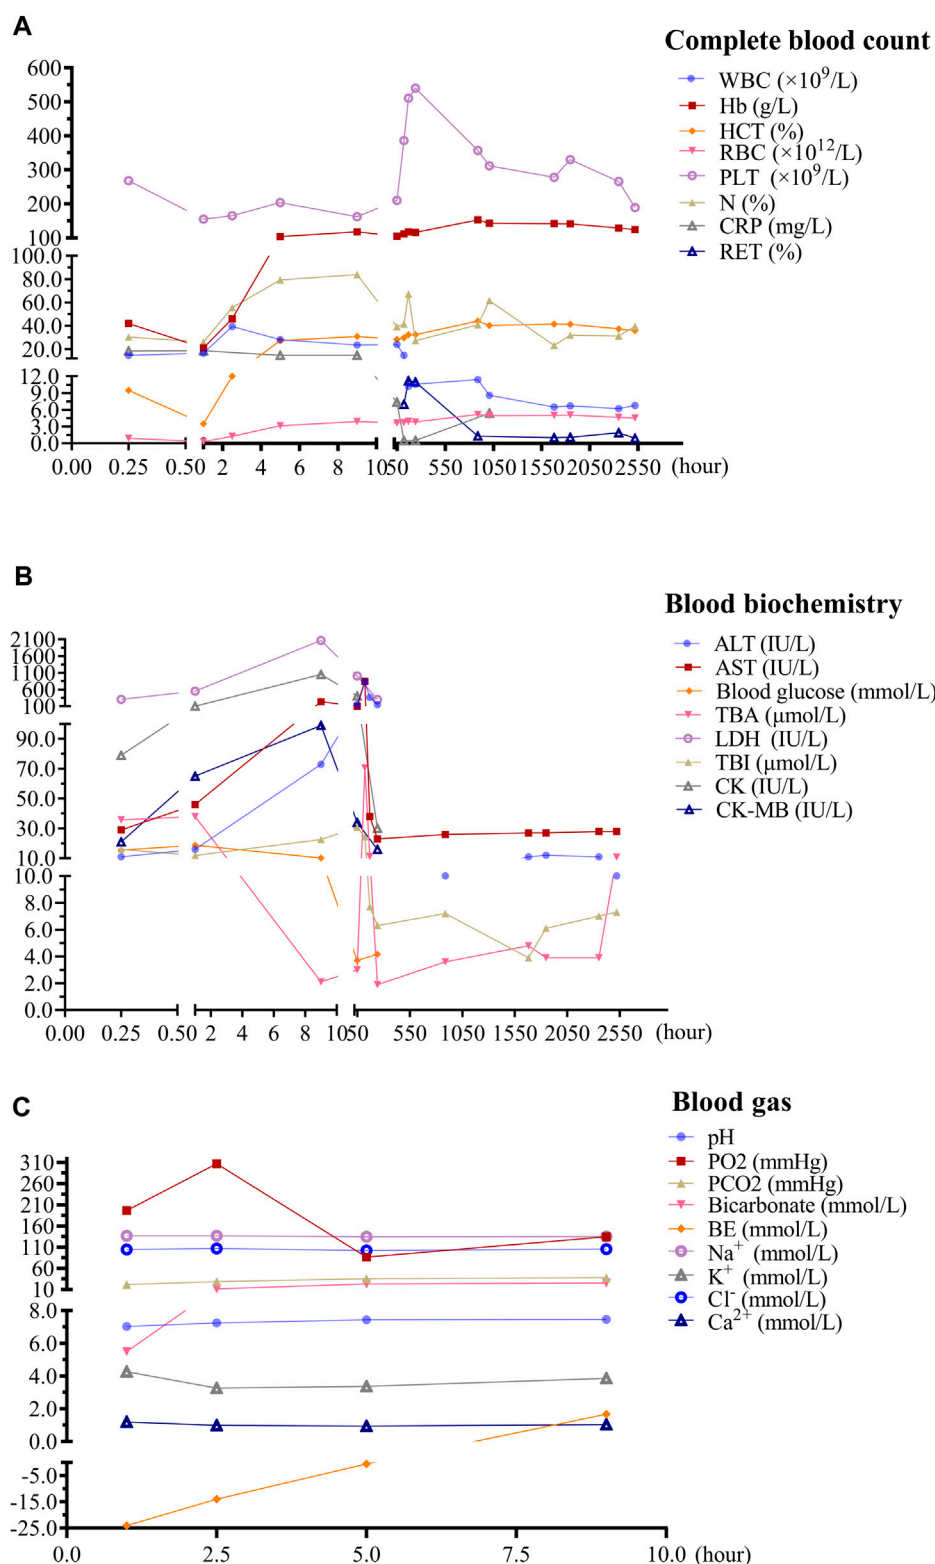 A
Complete blood count
WBC (×10⁹/L)
Hb (g/L)
HCT (%)
RBC (×10¹²/L)
PLT (×10⁹/L)
N (%)
CRP (mg/L)
RET (%)
600
500
400
300
200
100
100.0
80.0
60.0
40.0
20.0
12.0
9.0
6.0
3.0
0.0
0.00 0.25 0.50 2 4 6 8 10 50 550 1050 1550 2050 2550 (hour)
B
Blood biochemistry
ALT (IU/L)
AST (IU/L)
Blood glucose (mmol/L)
TBA (μmol/L)
LDH (IU/L)
TBI (μmol/L)
CK (IU/L)
CK-MB (IU/L)
2100
1600
1100
600
100
90.0
70.0
50.0
30.0
10.0
10.0
8.0
6.0
4.0
2.0
0.0
0.00 0.25 0.50 2 4 6 8 10 50 550 1050 1550 2050 2550 (hour)
C
Blood gas
pH
PO2 (mmHg)
PCO2 (mmHg)
Bicarbonate (mmol/L)
BE (mmol/L)
Na⁺ (mmol/L)
K⁺ (mmol/L)
Cl⁻ (mmol/L)
Ca²⁺ (mmol/L)
310
260
210
160
110
60
10
8.0
6.0
4.0
2.0
0.0
-5.0
-15.0
-25.0
0.0 2.5 5.0 7.5 10.0 (hour)